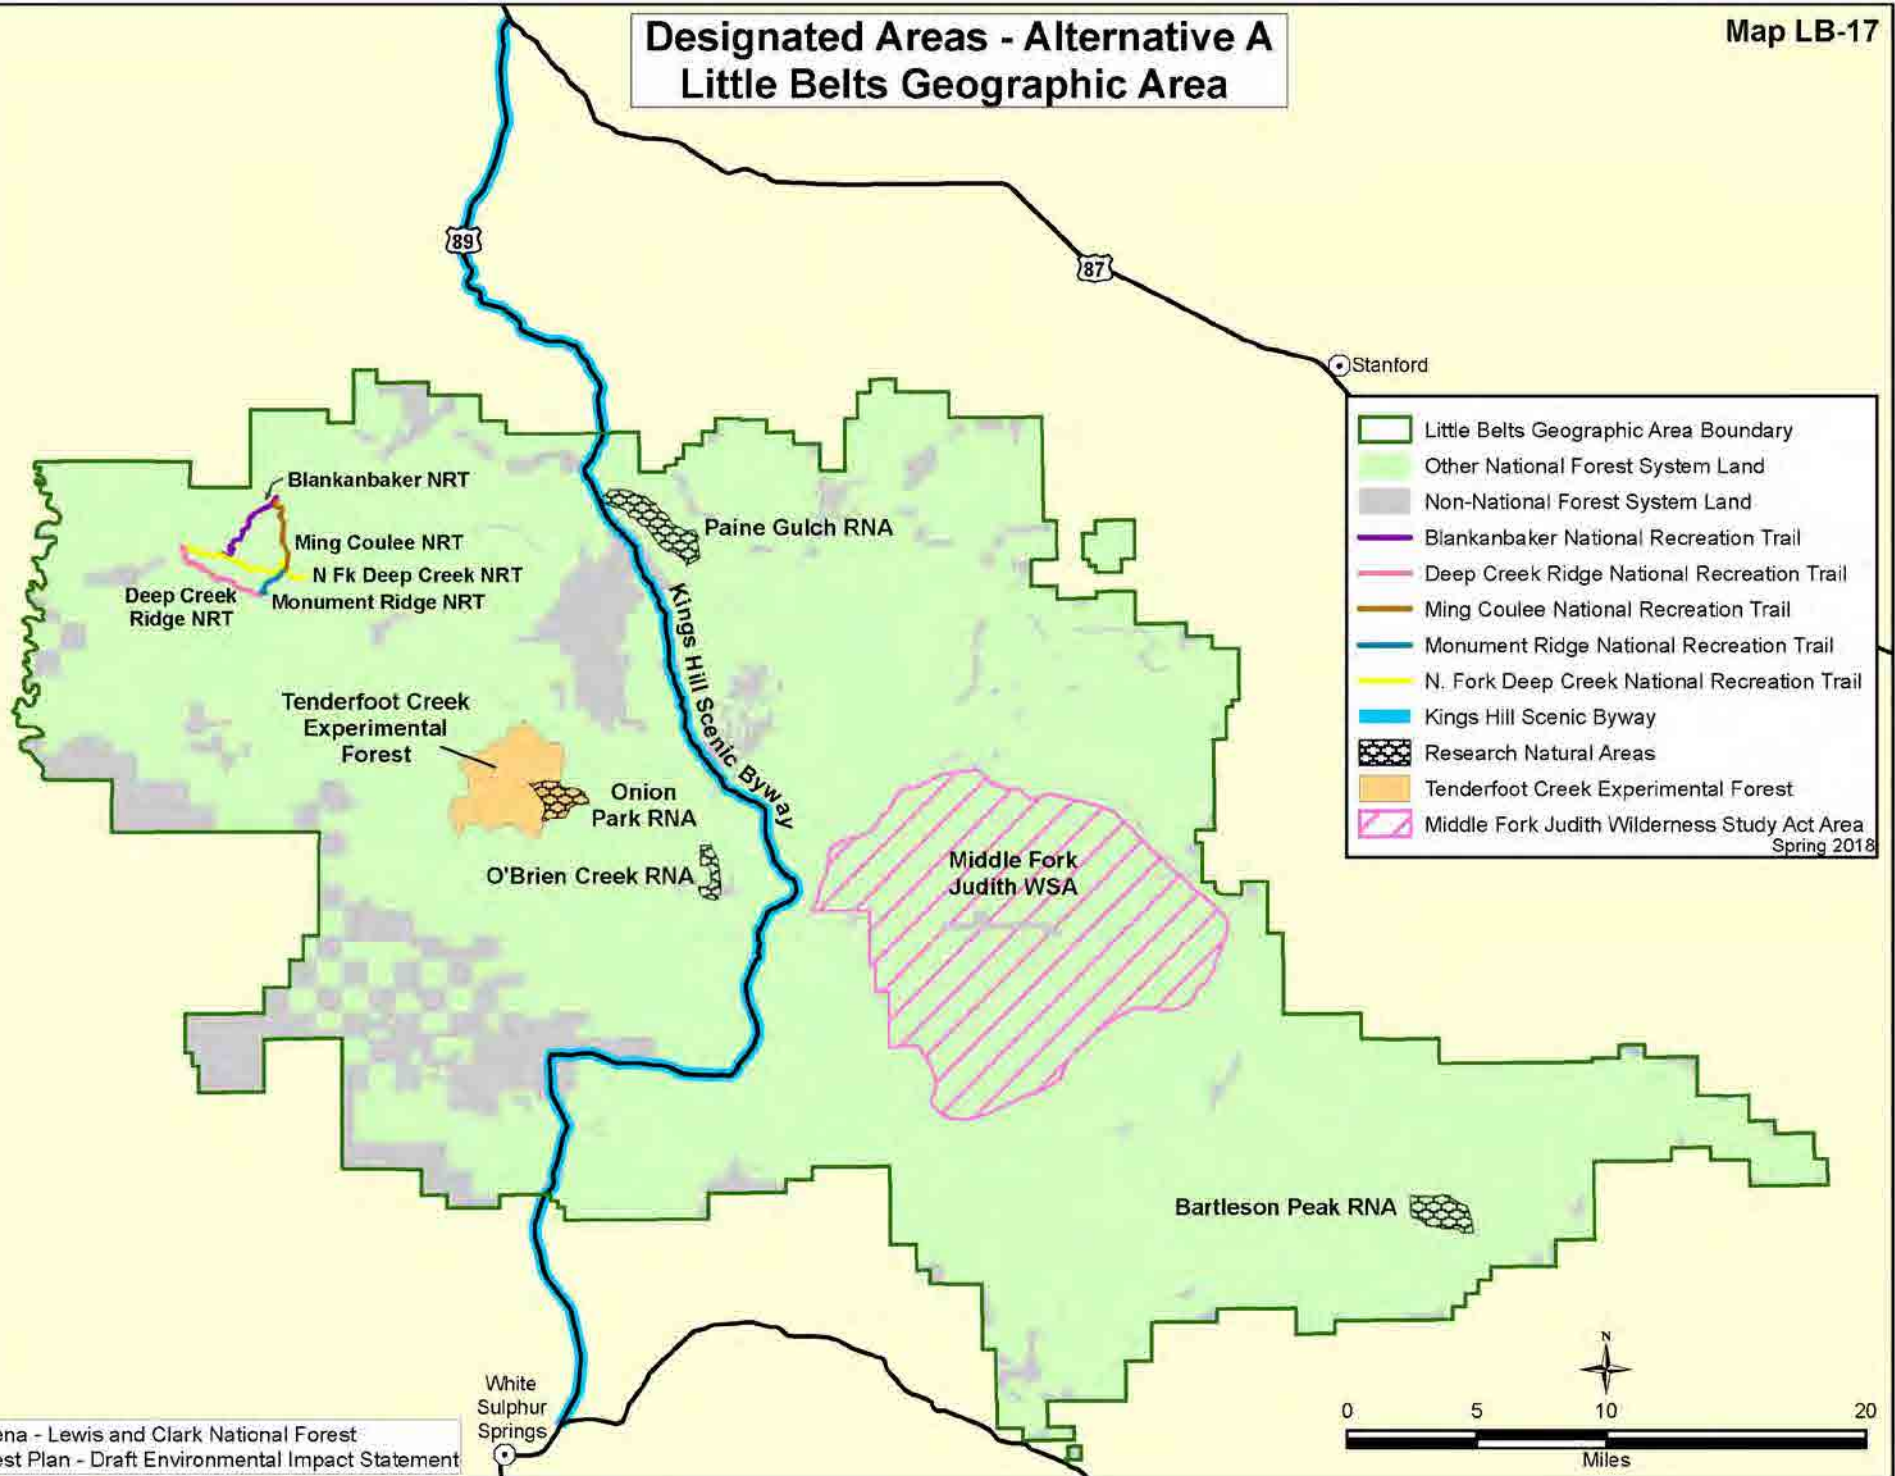 Designated Areas - Alternative A
Little Belts Geographic Area
Map LB-17
89
87
Stanford
Little Belts Geographic Area Boundary
Other National Forest System Land
Non-National Forest System Land
Blankanbaker National Recreation Trail
Deep Creek Ridge National Recreation Trail
Ming Coulee National Recreation Trail
Monument Ridge National Recreation Trail
N. Fork Deep Creek National Recreation Trail
Kings Hill Scenic Byway
Research Natural Areas
Tenderfoot Creek Experimental Forest
Middle Fork Judith Wilderness Study Act Area
Spring 2018
Blankanbaker NRT
Ming Coulee NRT
N Fk Deep Creek NRT
Monument Ridge NRT
Deep Creek
Ridge NRT
Paine Gulch RNA
Kings Hill Scenic Byway
Tenderfoot Creek
Experimental
Forest
Onion
Park RNA
O'Brien Creek RNA
Middle Fork
Judith WSA
Bartleson Peak RNA
White
Sulphur
Springs
N
0 5 10 20
Miles
- Lewis and Clark National Forest
Plan - Draft Environmental Impact Statement